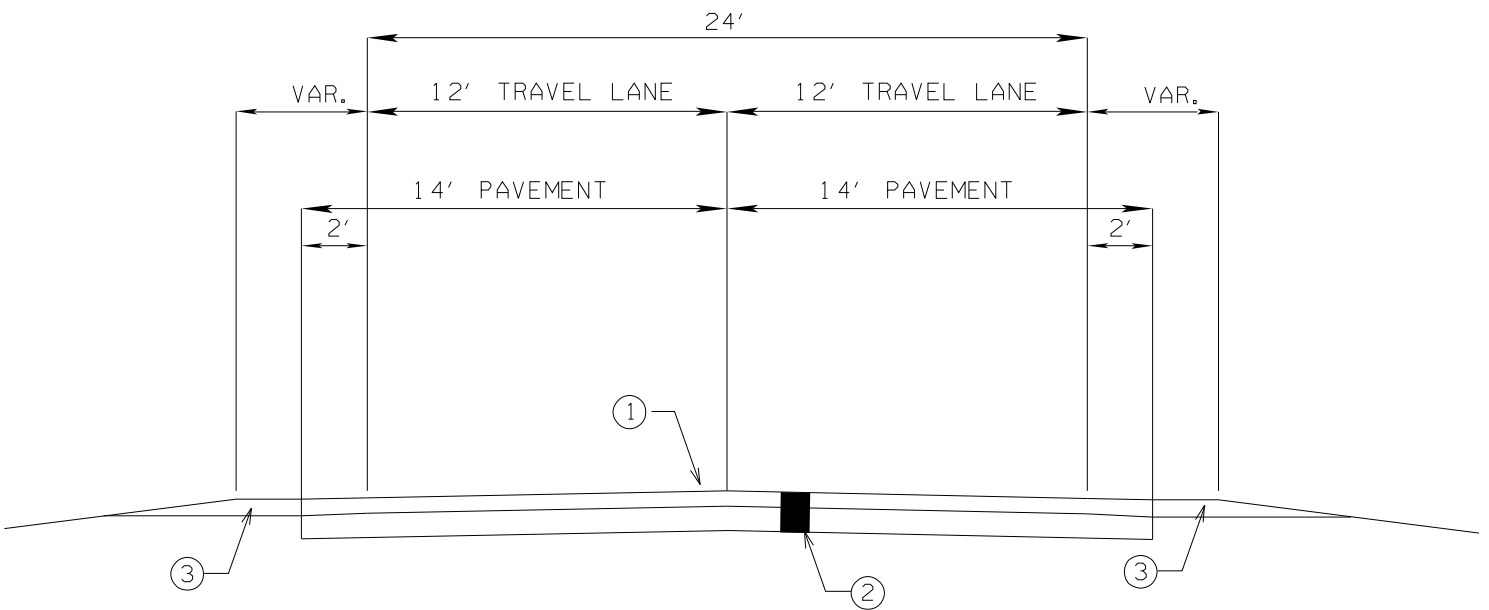 24'
VAR. 12' TRAVEL LANE 12' TRAVEL LANE VAR.
14' PAVEMENT 14' PAVEMENT
2' 2'
1
3 3
2